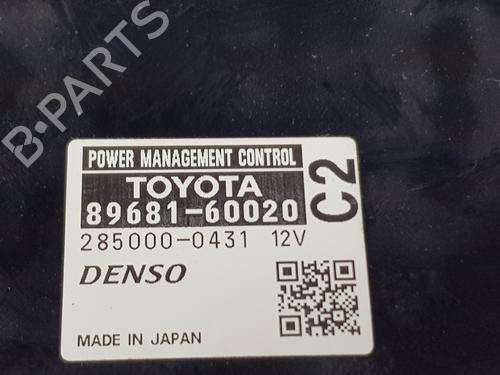 B-PARTS
POWER MANAGEMENT CONTROL
TOYOTA
89681-60020
C2
285000-0431 12V
DENSO
MADE IN JAPAN